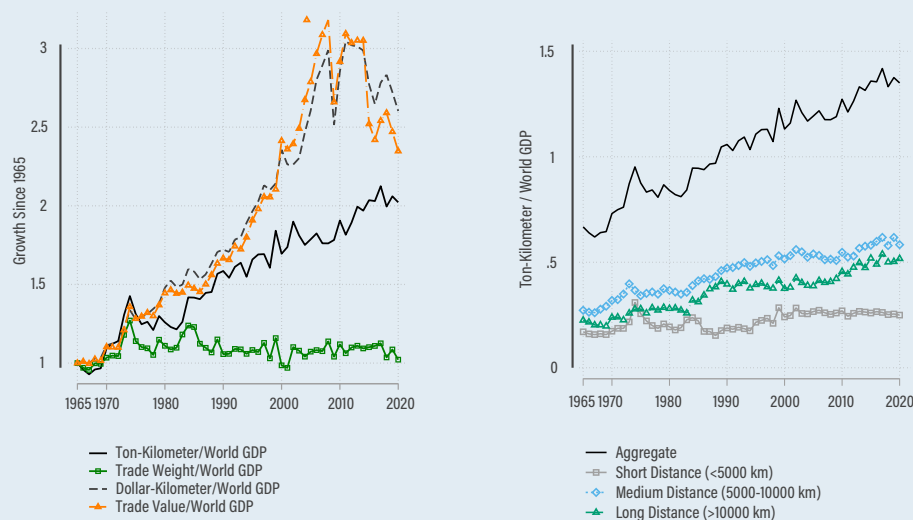 Growth Since 1965
3
2.5
2
1.5
1
1965 1970 1980 1990 2000 2010 2020
Ton-Kilometer/World GDP
Trade Weight/World GDP
Dollar-Kilometer/World GDP
Trade Value/World GDP
Ton-Kilometer / World GDP
1.5
1
.5
0
1965 1970 1980 1990 2000 2010 2020
Aggregate
Short Distance (<5000 km)
Medium Distance (5000-10000 km)
Long Distance (>10000 km)